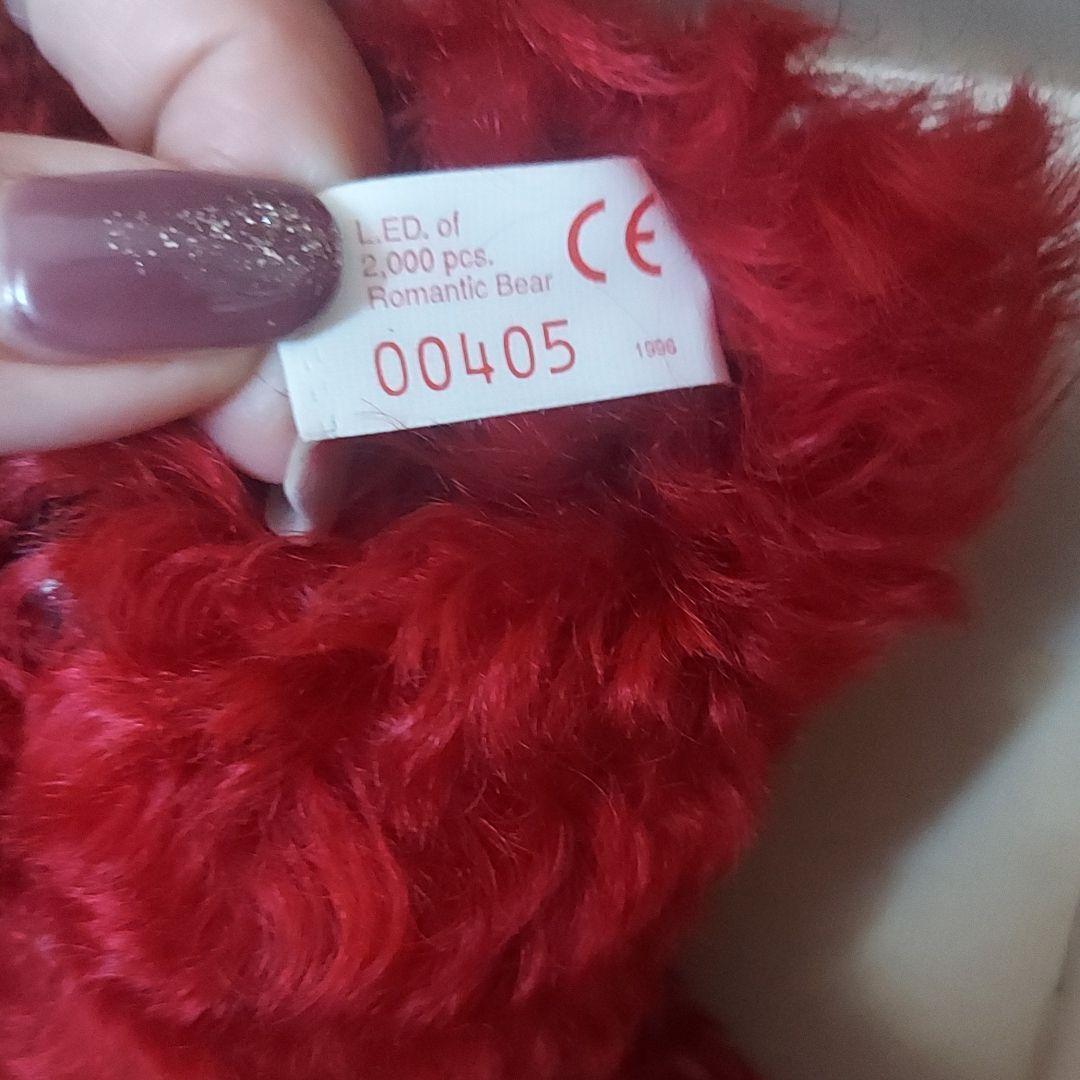 L.ED. of
2,000 pcs.
Romantic Bear
CE
00405
1996